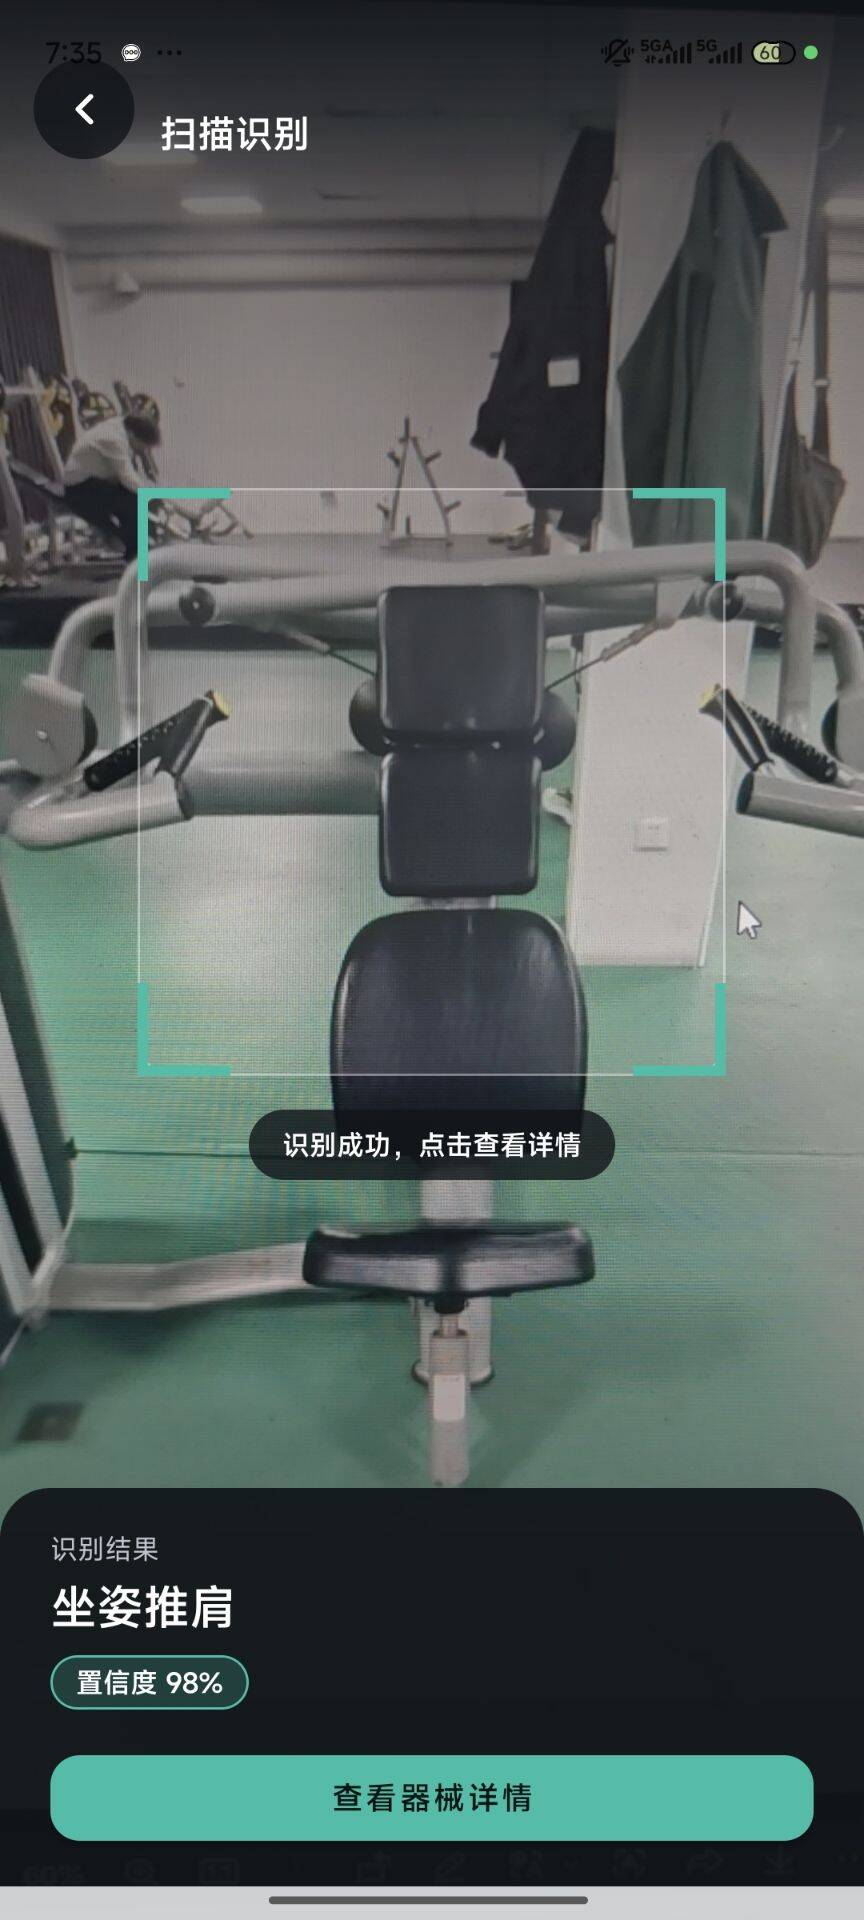 7:35
5GA 5G 60
扫描识别
识别成功，点击查看详情
识别结果
坐姿推肩
置信度 98%
查看器械详情
60%